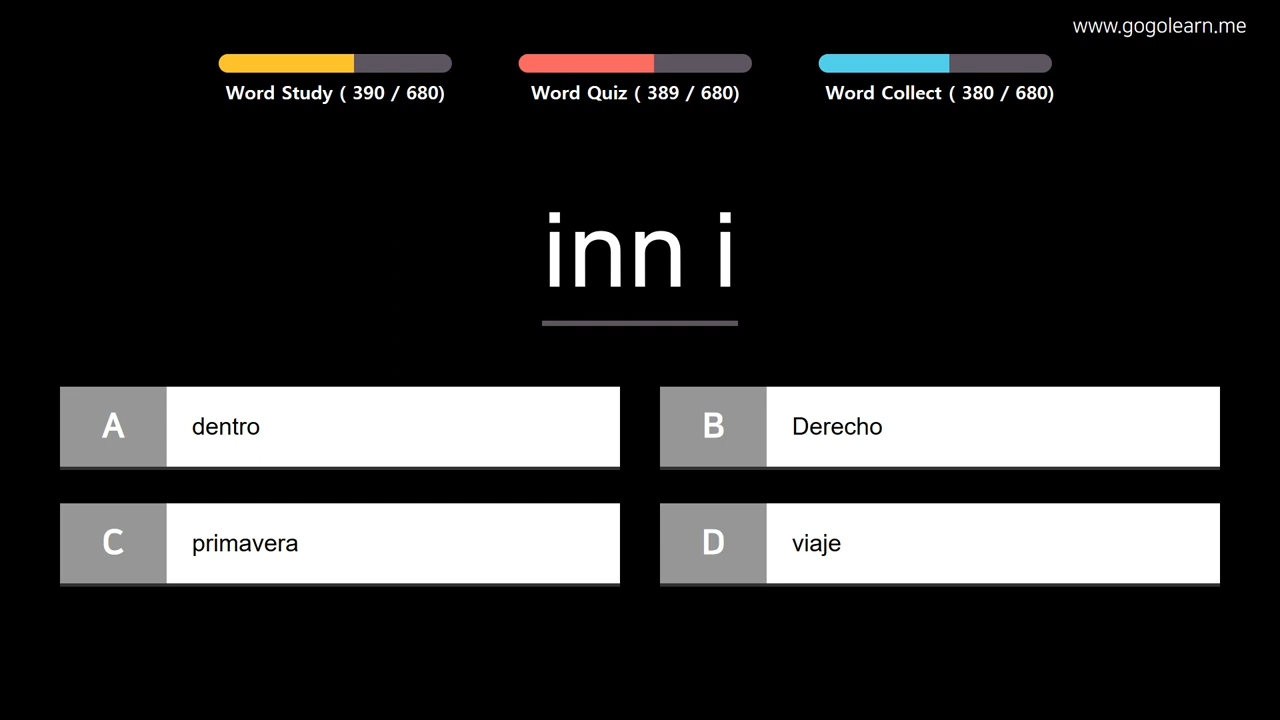 www.gogolearn.me
Word Study ( 390 / 680)
Word Quiz ( 389 / 680)
Word Collect ( 380 / 680)
inn i
A dentro
B Derecho
C primavera
D viaje